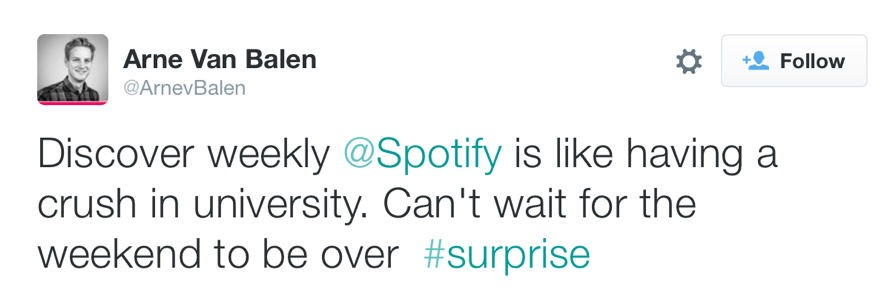 Arne Van Balen
@ArnevBalen
Follow
Discover weekly @Spotify is like having a
crush in university. Can't wait for the
weekend to be over #surprise